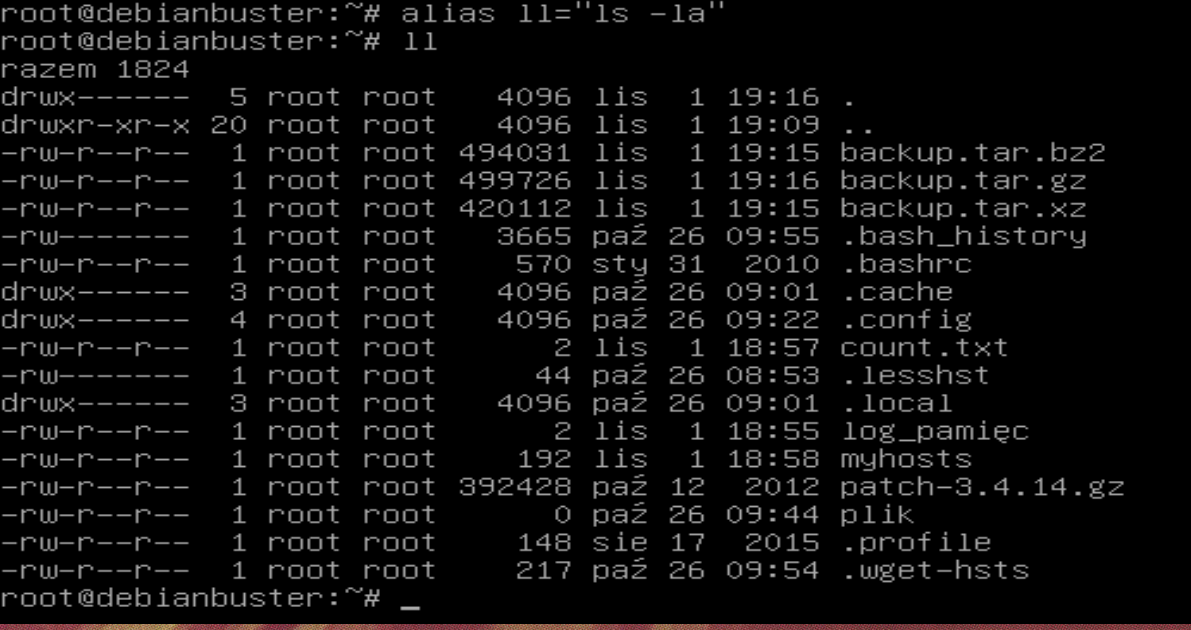 root@debianbuster:~# alias ll="ls -la"
root@debianbuster:~# ll
razem 1824
drwx------  5 root root   4096 lis  1 19:16 .
drwxr-xr-x 20 root root   4096 lis  1 19:09 ..
-rw-r--r--  1 root root 494031 lis  1 19:15 backup.tar.bz2
-rw-r--r--  1 root root 499726 lis  1 19:16 backup.tar.gz
-rw-r--r--  1 root root 420112 lis  1 19:15 backup.tar.xz
-rw-------  1 root root   3665 paź 26 09:55 .bash_history
-rw-r--r--  1 root root    570 sty 31  2010 .bashrc
drwx------  3 root root   4096 paź 26 09:01 .cache
drwx------  4 root root   4096 paź 26 09:22 .config
-rw-r--r--  1 root root      2 lis  1 18:57 count.txt
-rw-------  1 root root     44 paź 26 08:53 .lesshst
drwx------  3 root root   4096 paź 26 09:01 .local
-rw-r--r--  1 root root      2 lis  1 18:55 log_pamięc
-rw-r--r--  1 root root    192 lis  1 18:58 myhosts
-rw-r--r--  1 root root 392428 paź 12  2012 patch-3.4.14.gz
-rw-r--r--  1 root root      0 paź 26 09:44 plik
-rw-r--r--  1 root root    148 sie 17  2015 .profile
-rw-r--r--  1 root root    217 paź 26 09:54 .wget-hsts
root@debianbuster:~# _